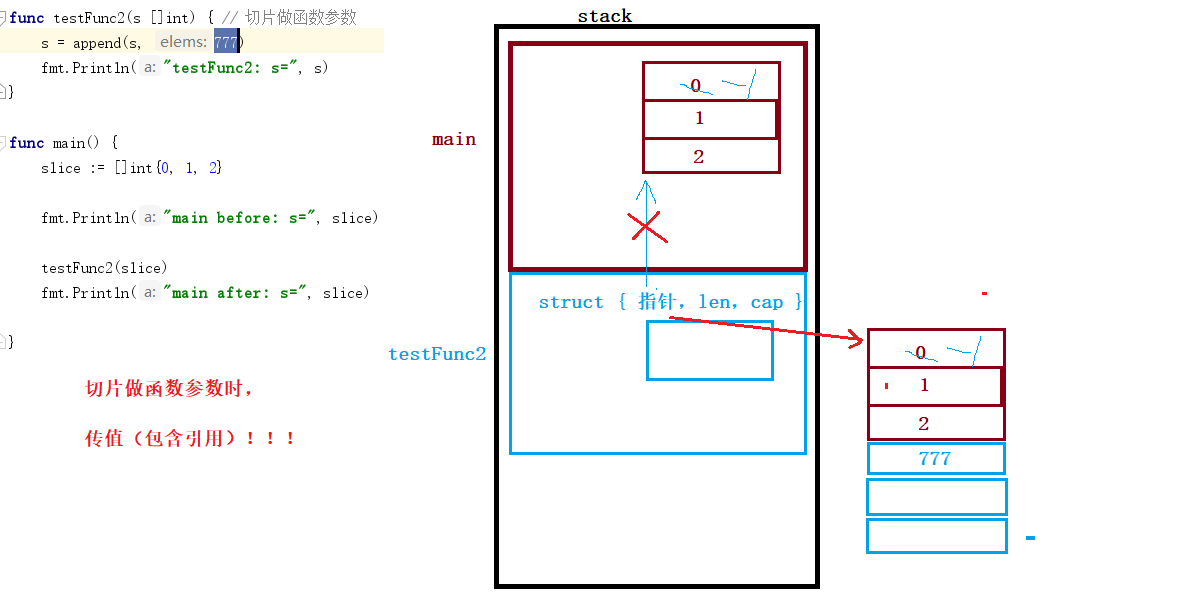 func testFunc2(s []int) { // 切片做函数参数
s = append(s, elems: 777)
fmt.Println( a: "testFunc2: s=", s)
}
func main() {
slice := []int{0, 1, 2}
fmt.Println( a: "main before: s=", slice)
testFunc2(slice)
fmt.Println( a: "main after: s=", slice)
}
切片做函数参数时，
传值（包含引用）！！！
stack
main
0
1
2
struct { 指针，len，cap }
testFunc2
0
1
2
777